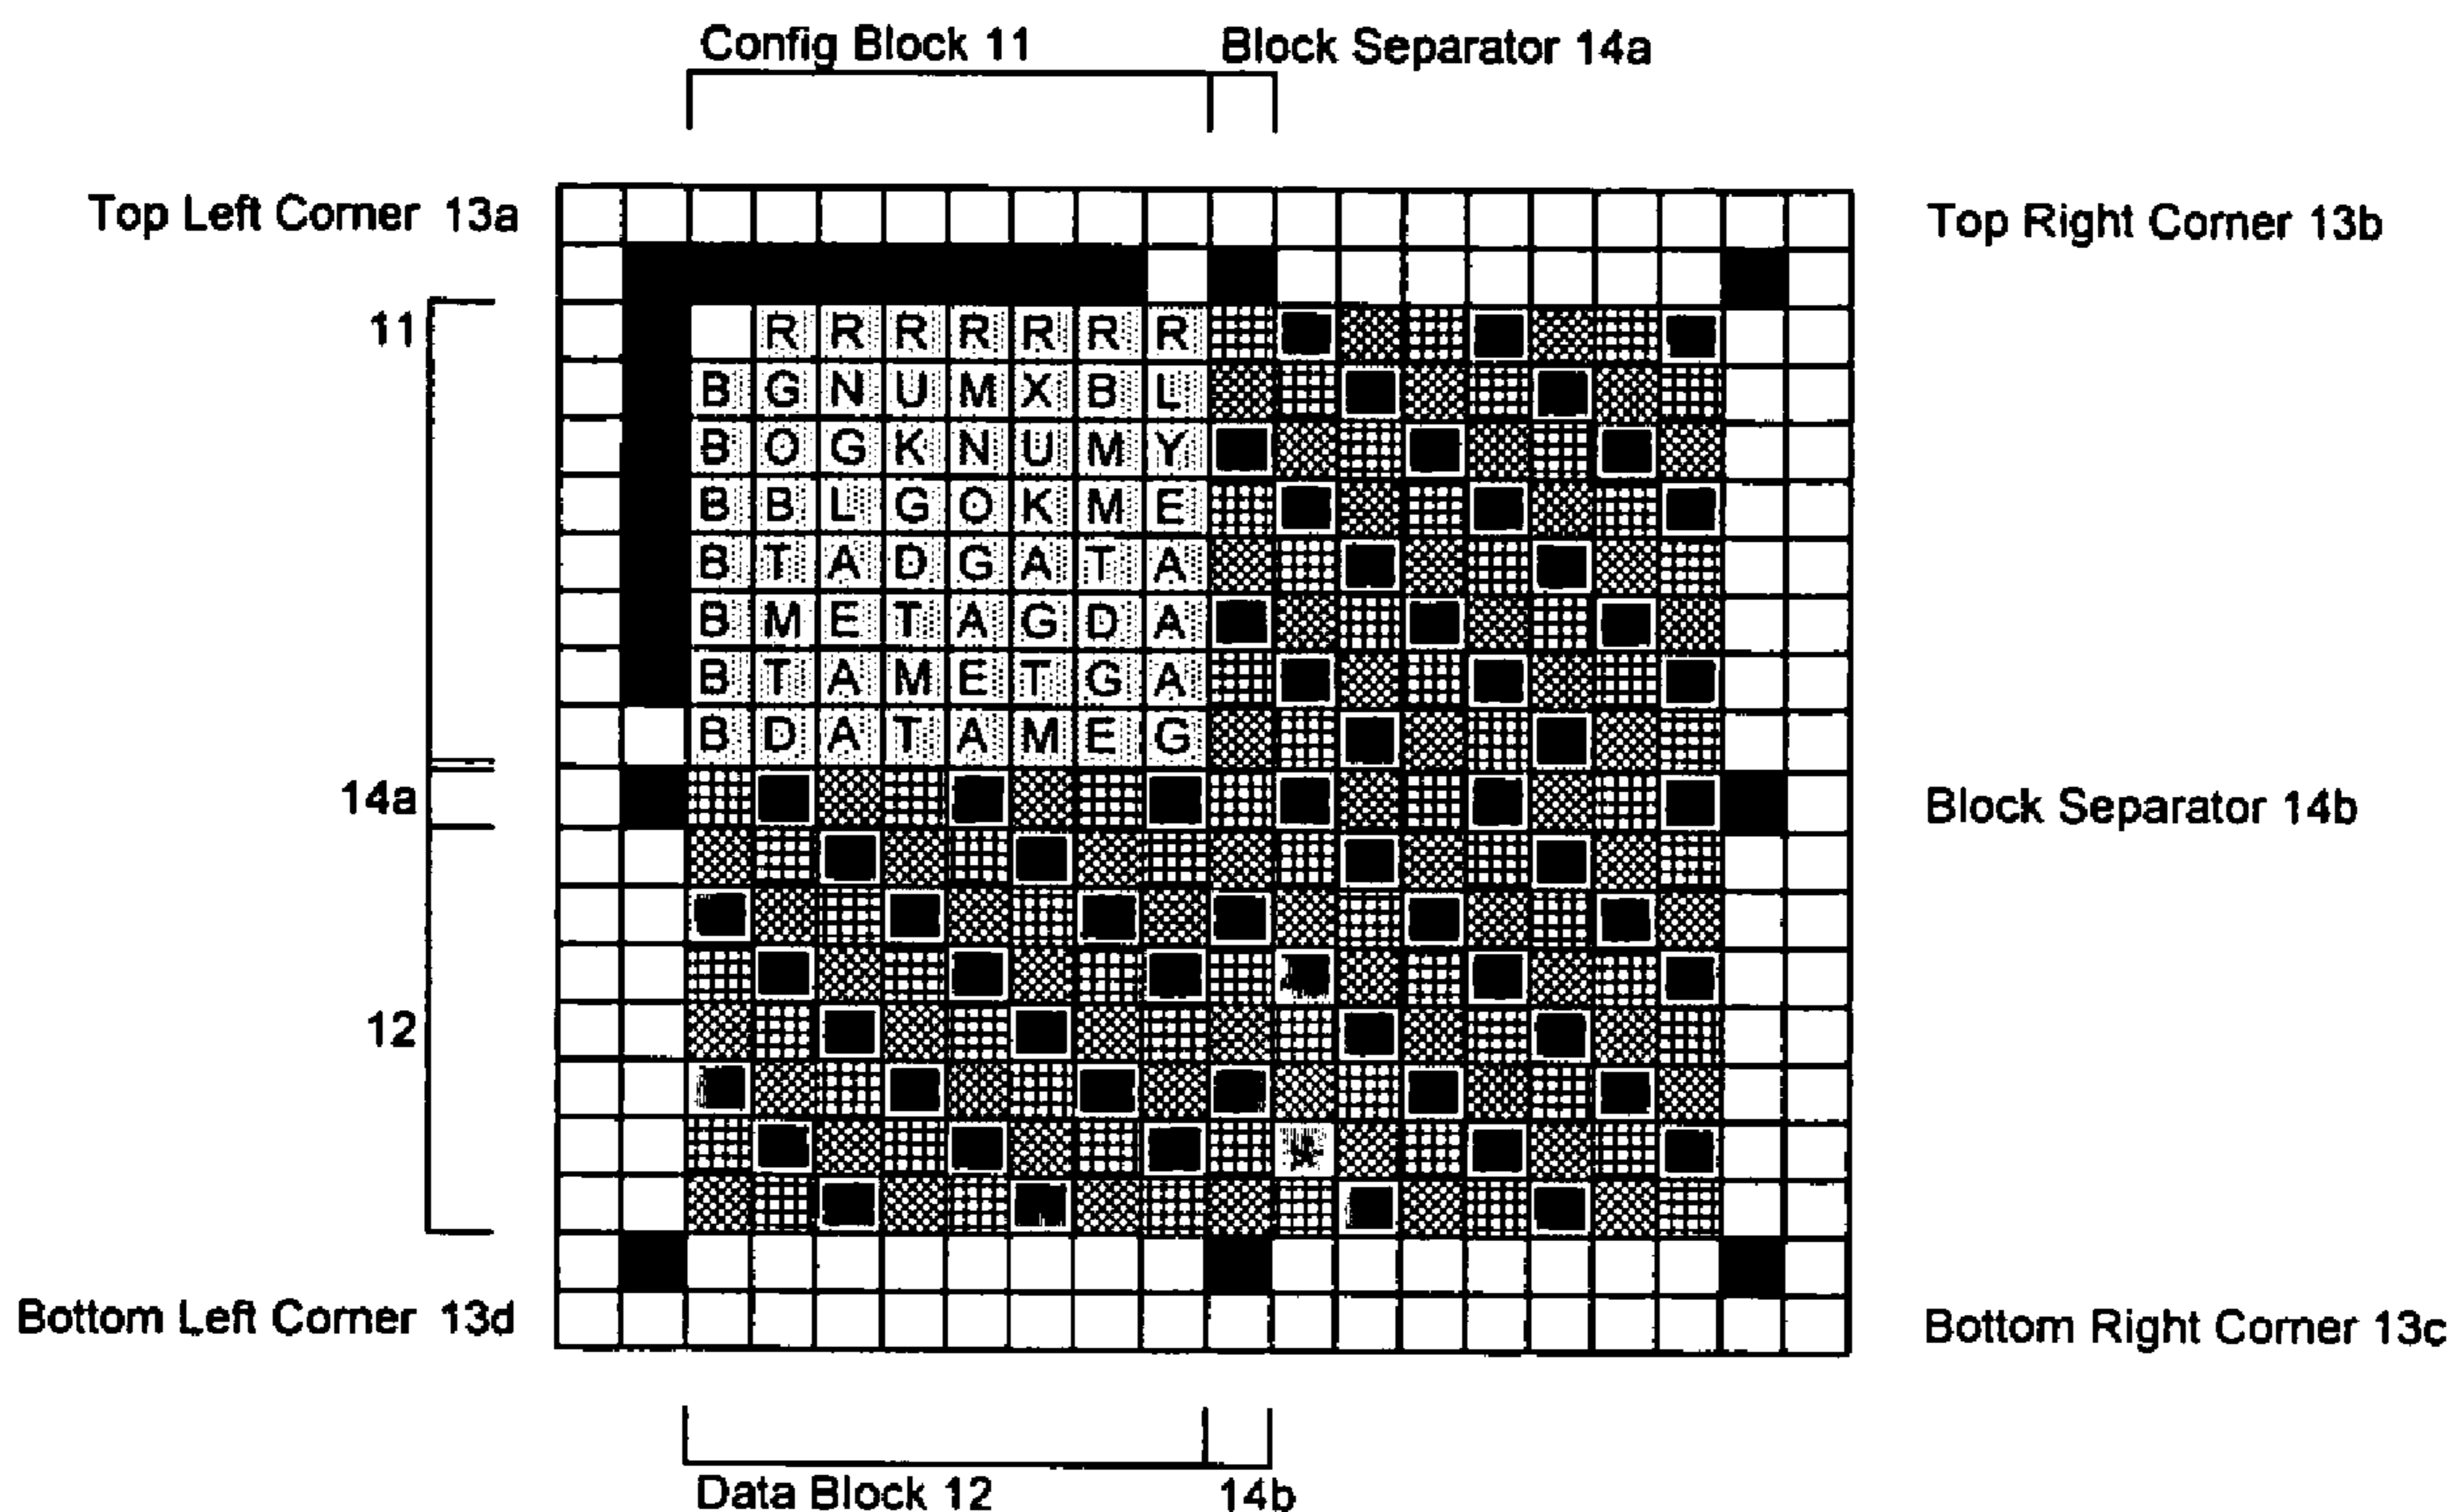 Config Block 11 Block Separator 14a
Top Left Corner 13a Top Right Corner 13b
11 R R R R R R R
B G N U M X B L
B O G K N U M Y
B B L G O K M E
B T A D G A T A
B M E T A G D A
B T A M E T G A
B D A T A M E G
14a Block Separator 14b
12
Bottom Left Corner 13d Bottom Right Corner 13c
Data Block 12 14b